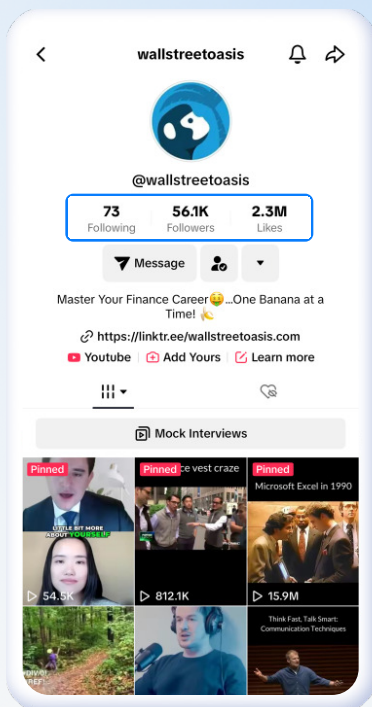 wallstreetoasis
@wallstreetoasis
73 56.1K 2.3M
Following Followers Likes
Message
Master Your Finance Career🤑...One Banana at a
Time! 🍌
https://linktr.ee/wallstreetoasis.com
Youtube Add Yours Learn more
Mock Interviews
Pinned
LITTLE BIT MORE
ABOUT YOURSELF
54.5K
Pinned
ce vest craze
812.1K
Pinned
Microsoft Excel in 1990
15.9M
Think Fast, Talk Smart:
Communication Techniques